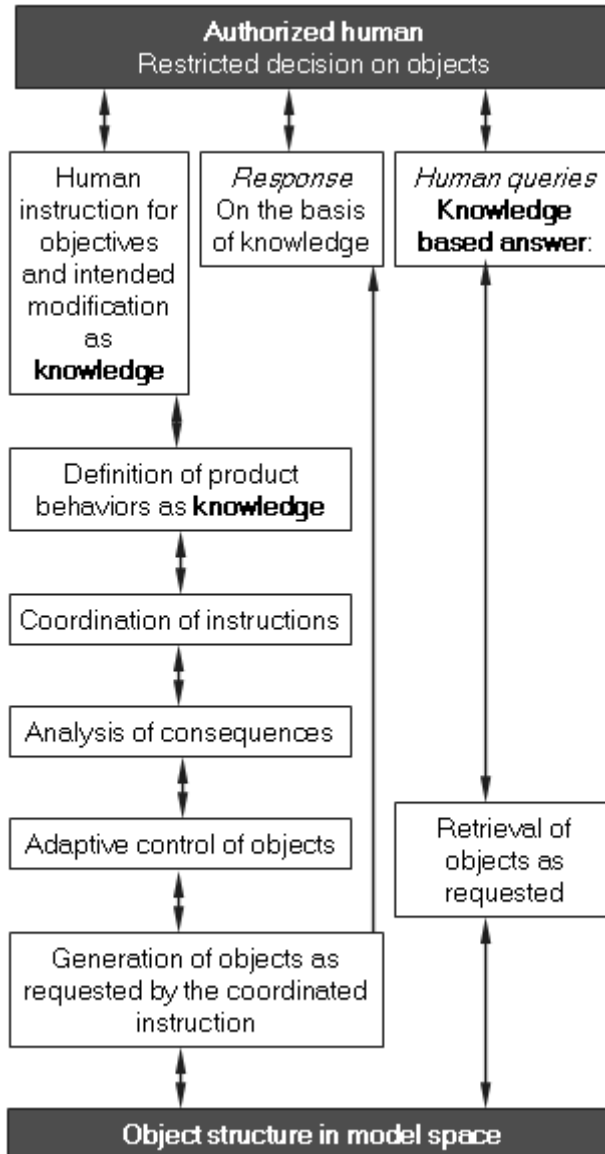 Authorized human
Restricted decision on objects
Human
instruction for
objectives
and intended
modification
as
knowledge
Response
On the basis
of knowledge
Human queries
Knowledge
based answer:
Definition of product
behaviors as knowledge
Coordination of instructions
Analysis of consequences
Adaptive control of objects
Retrieval of
objects as
requested
Generation of objects as
requested by the coordinated
instruction
Object structure in model space